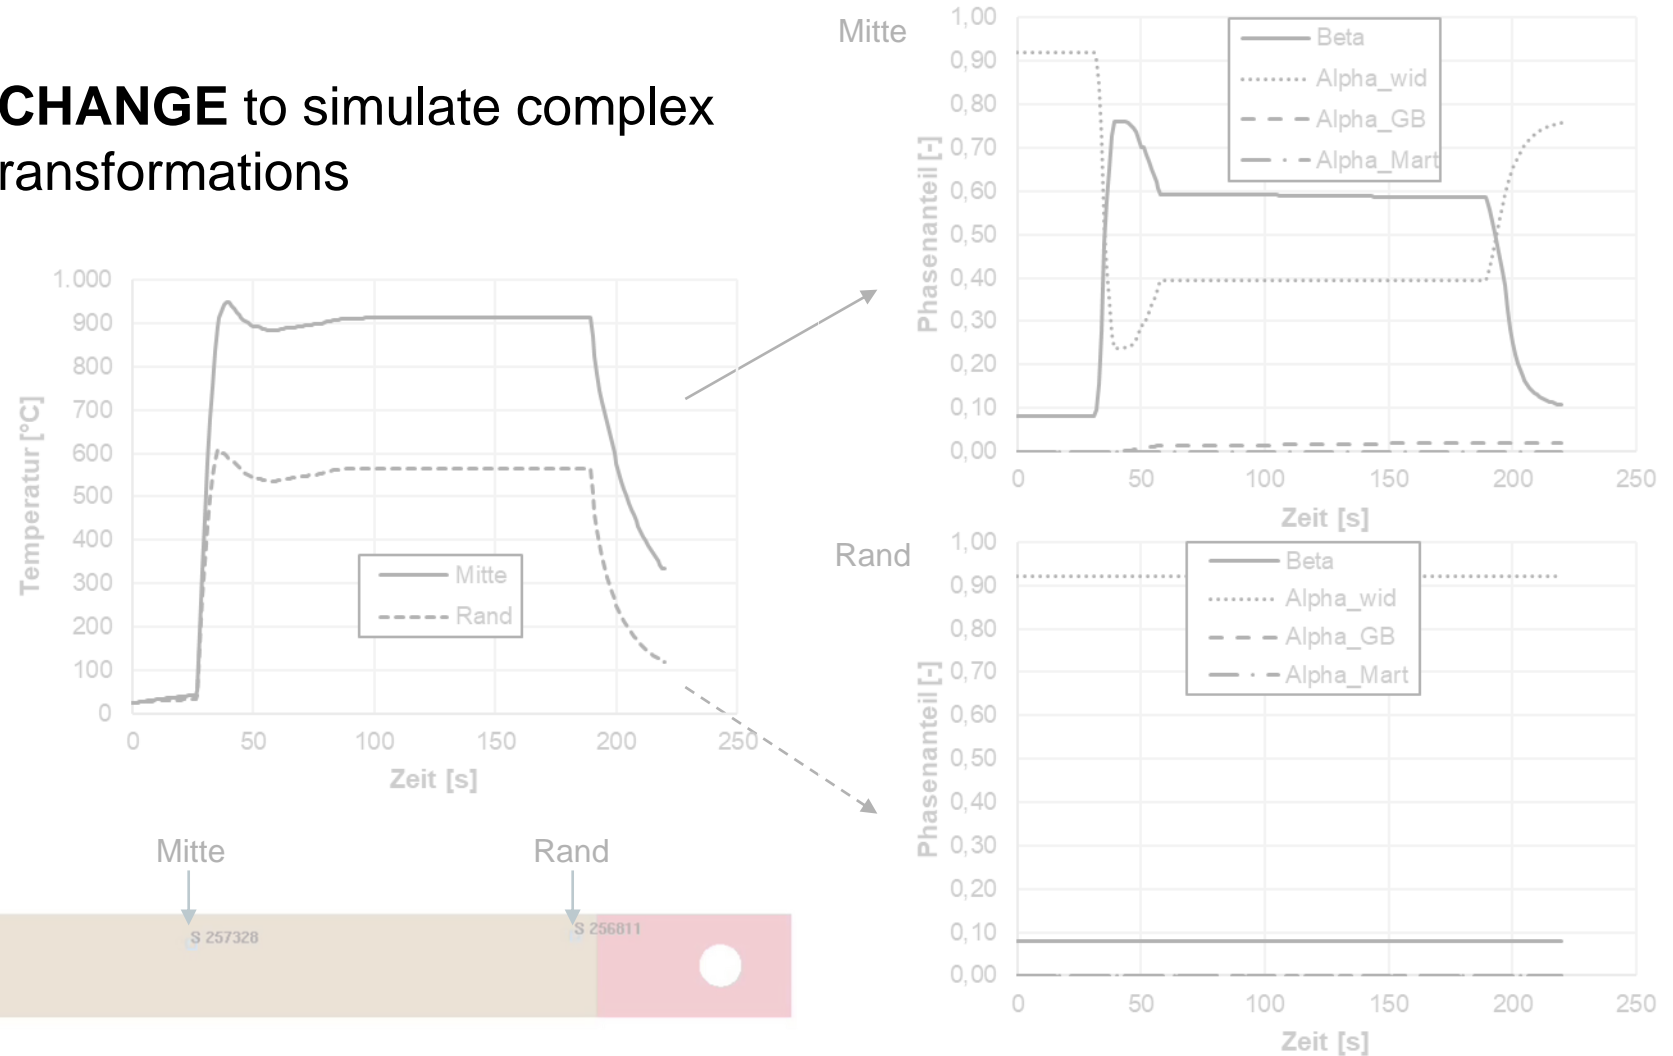 CHANGE to simulate complex
ransformations
1.000
900
800
700
600
500
400
300
200
100
0
Temperatur [°C]
Mitte
Rand
0 50 100 150 200 250
Zeit [s]
Mitte
Rand
S 257328
S 256811
Mitte
1,00
0,90
0,80
0,70
0,60
0,50
0,40
0,30
0,20
0,10
0,00
Phasenanteil [-]
Beta
Alpha_wid
Alpha_GB
Alpha_Mart
0 50 100 150 200 250
Zeit [s]
Rand
1,00
0,90
0,80
0,70
0,60
0,50
0,40
0,30
0,20
0,10
0,00
Phasenanteil [-]
Beta
Alpha_wid
Alpha_GB
Alpha_Mart
0 50 100 150 200 250
Zeit [s]